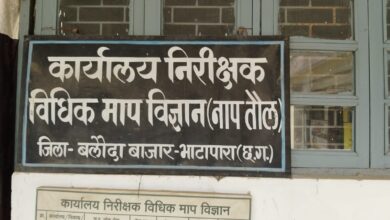 कार्यालय निरीक्षक
विधिक माप विज्ञान(नाप तौल)
जिला- बलौदा बाजार-भाटापारा(छ.ग.)
कार्यालय निरीक्षक विधिक माप विज्ञान